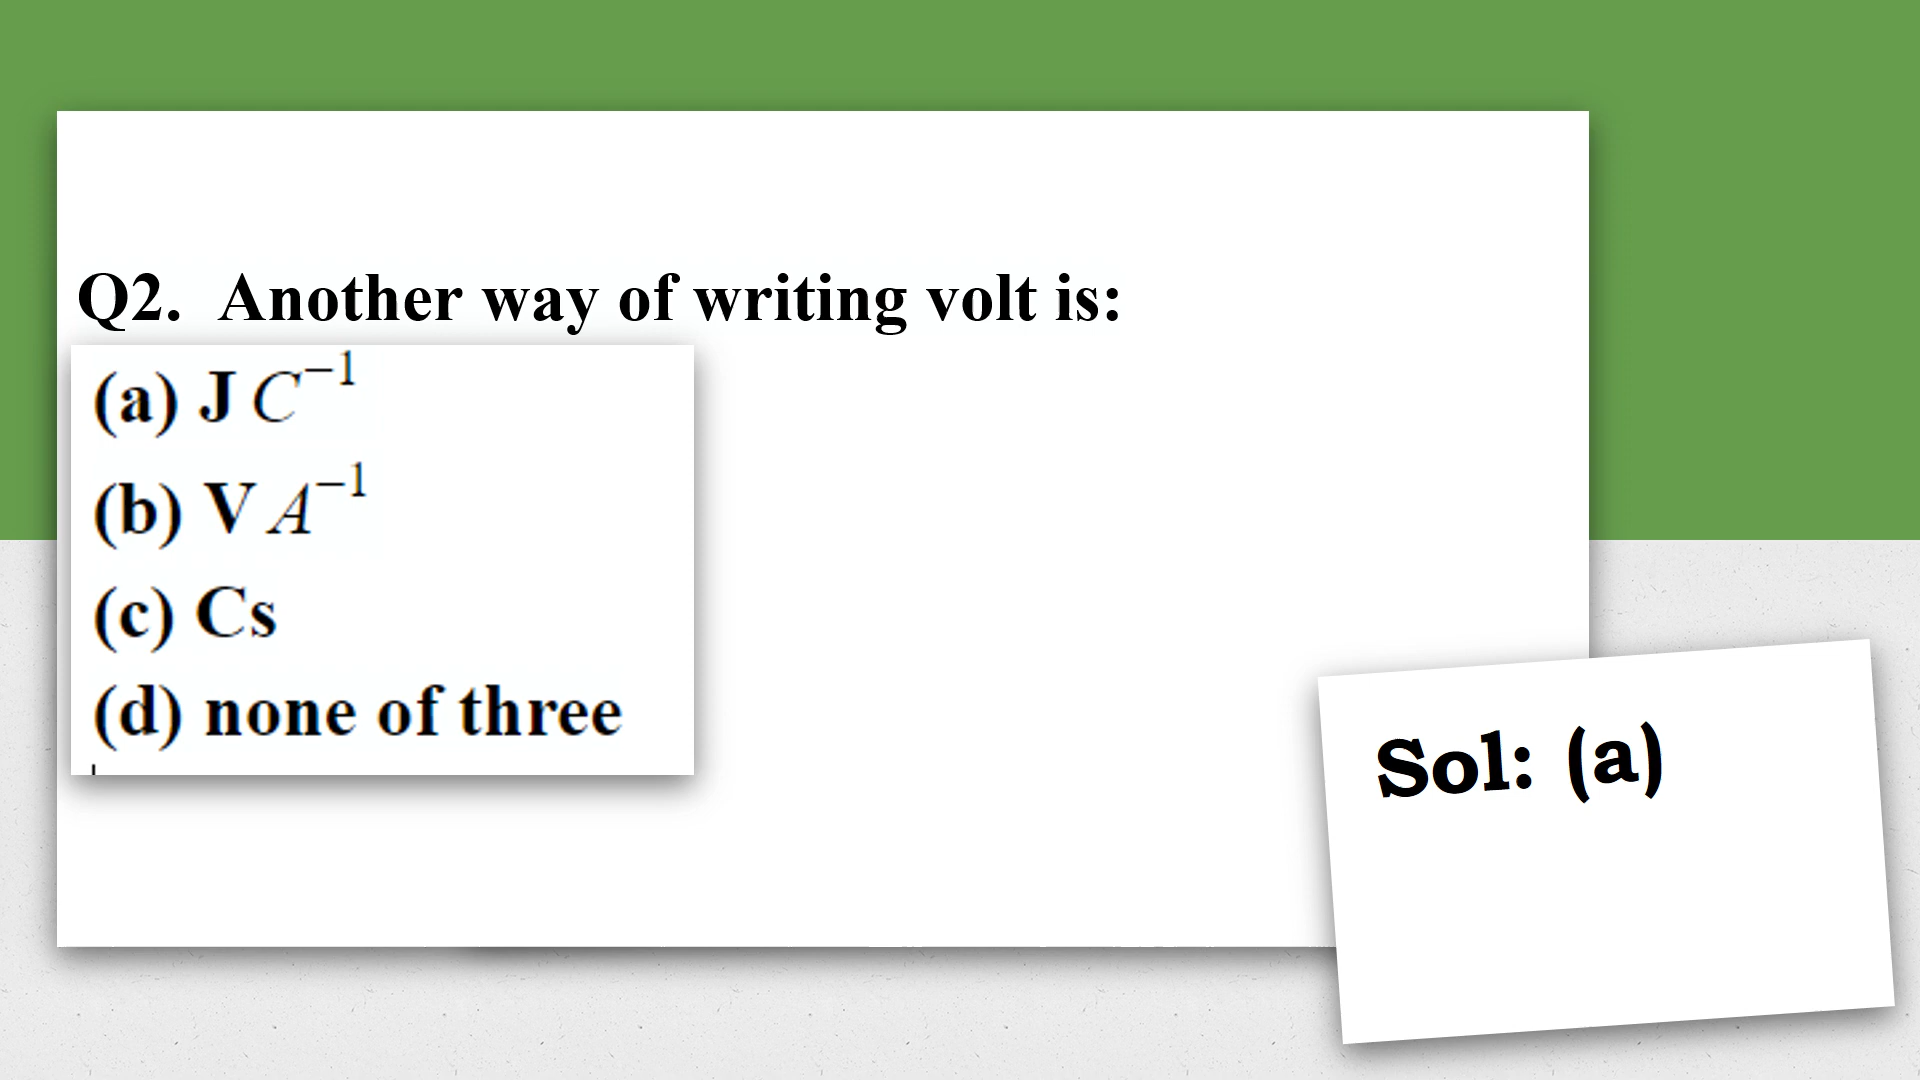 Q2. Another way of writing volt is:
(a) J C⁻¹
(b) V A⁻¹
(c) Cs
(d) none of three
Sol: (a)